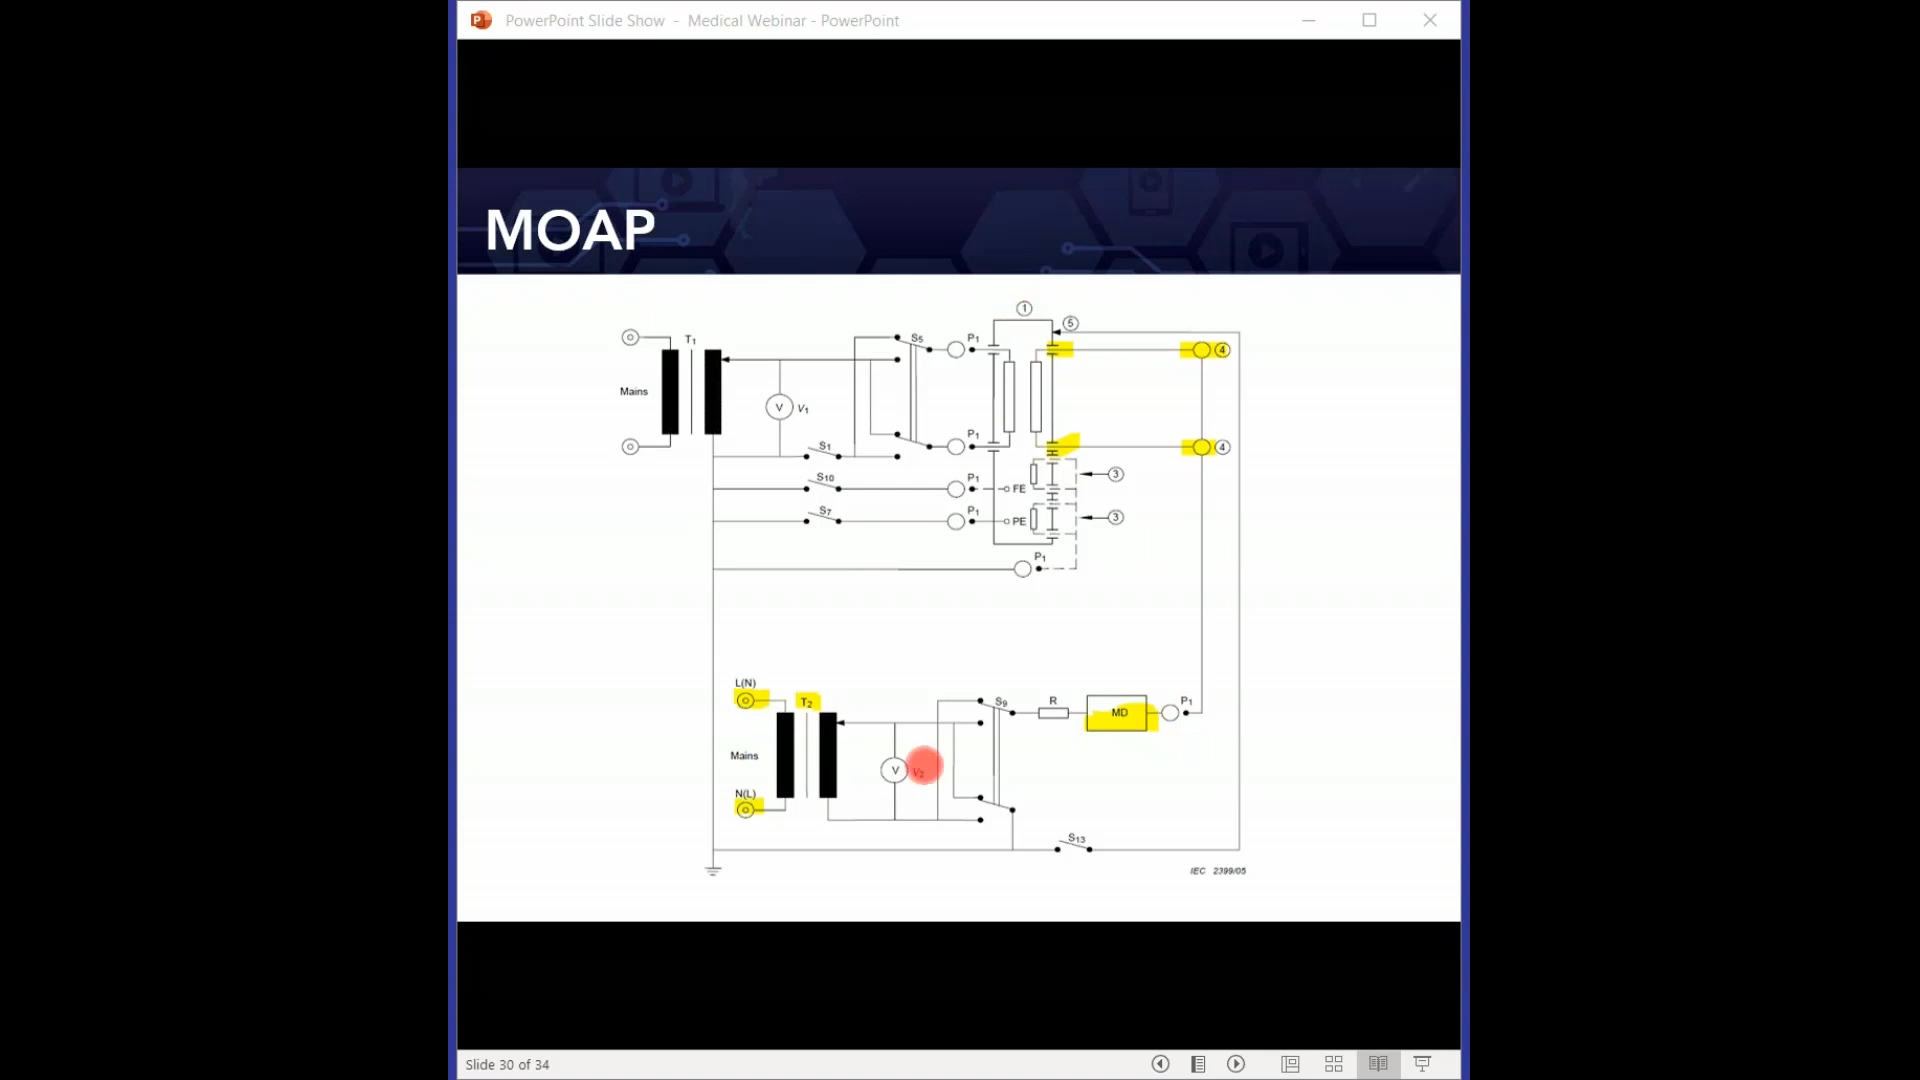 PowerPoint Slide Show - Medical Webinar - PowerPoint
MOAP
1
5
T1
S5
P1
4
Mains
V
V1
P1
S1
4
S10
P1
3
FE
S7
P1
3
PE
P1
L(N)
T2
S9
R
P1
MD
Mains
V
V2
N(L)
S13
IEC 2399/05
Slide 30 of 34